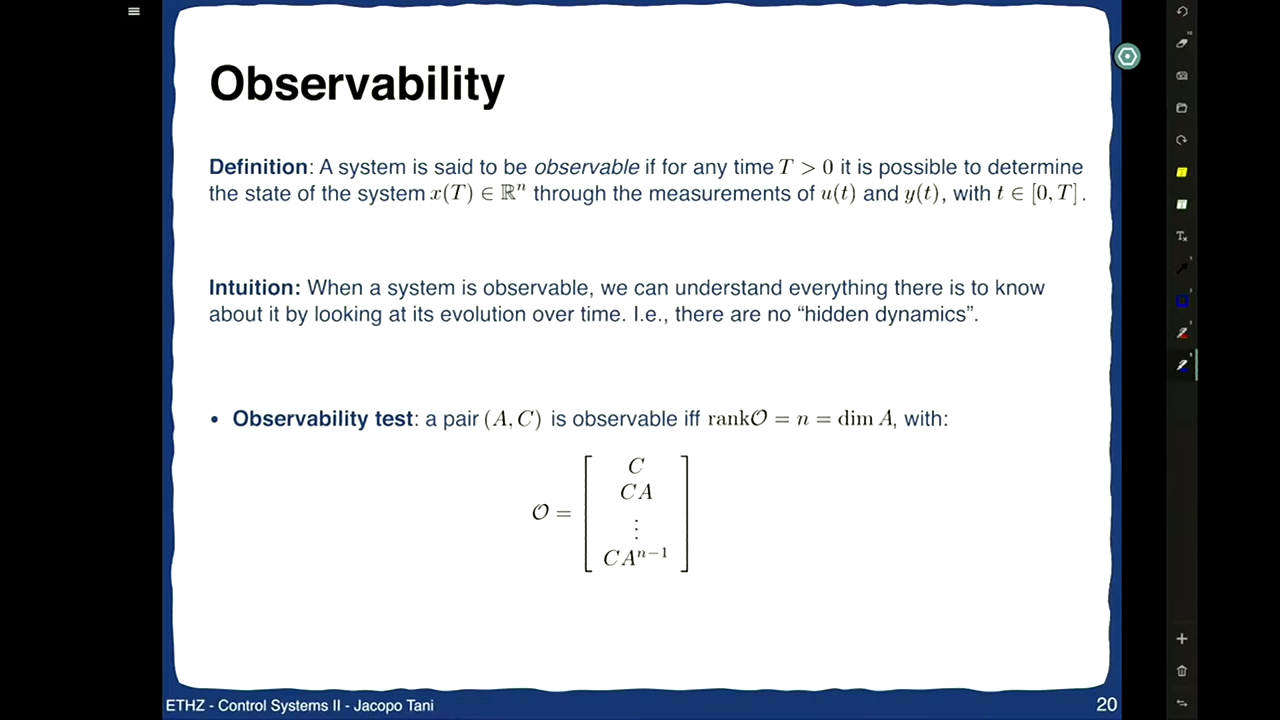 Observability
Definition: A system is said to be observable if for any time T > 0 it is possible to determine
the state of the system x(T) ∈ ℝⁿ through the measurements of u(t) and y(t), with t ∈ [0, T].
Intuition: When a system is observable, we can understand everything there is to know
about it by looking at its evolution over time. I.e., there are no “hidden dynamics”.
• Observability test: a pair (A, C) is observable iff rank𝒪 = n = dim A, with:
𝒪 = [ C
CA
⋮
CAⁿ⁻¹ ]
ETHZ - Control Systems II - Jacopo Tani
20